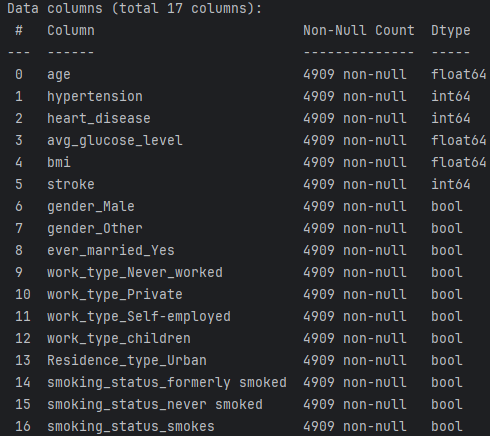 Data columns (total 17 columns):
 #   Column                          Non-Null Count  Dtype
---  ------                          --------------  -----
 0   age                             4909 non-null   float64
 1   hypertension                    4909 non-null   int64
 2   heart_disease                   4909 non-null   int64
 3   avg_glucose_level               4909 non-null   float64
 4   bmi                             4909 non-null   float64
 5   stroke                          4909 non-null   int64
 6   gender_Male                     4909 non-null   bool
 7   gender_Other                    4909 non-null   bool
 8   ever_married_Yes                4909 non-null   bool
 9   work_type_Never_worked          4909 non-null   bool
 10  work_type_Private               4909 non-null   bool
 11  work_type_Self-employed         4909 non-null   bool
 12  work_type_children              4909 non-null   bool
 13  Residence_type_Urban            4909 non-null   bool
 14  smoking_status_formerly smoked  4909 non-null   bool
 15  smoking_status_never smoked     4909 non-null   bool
 16  smoking_status_smokes           4909 non-null   bool